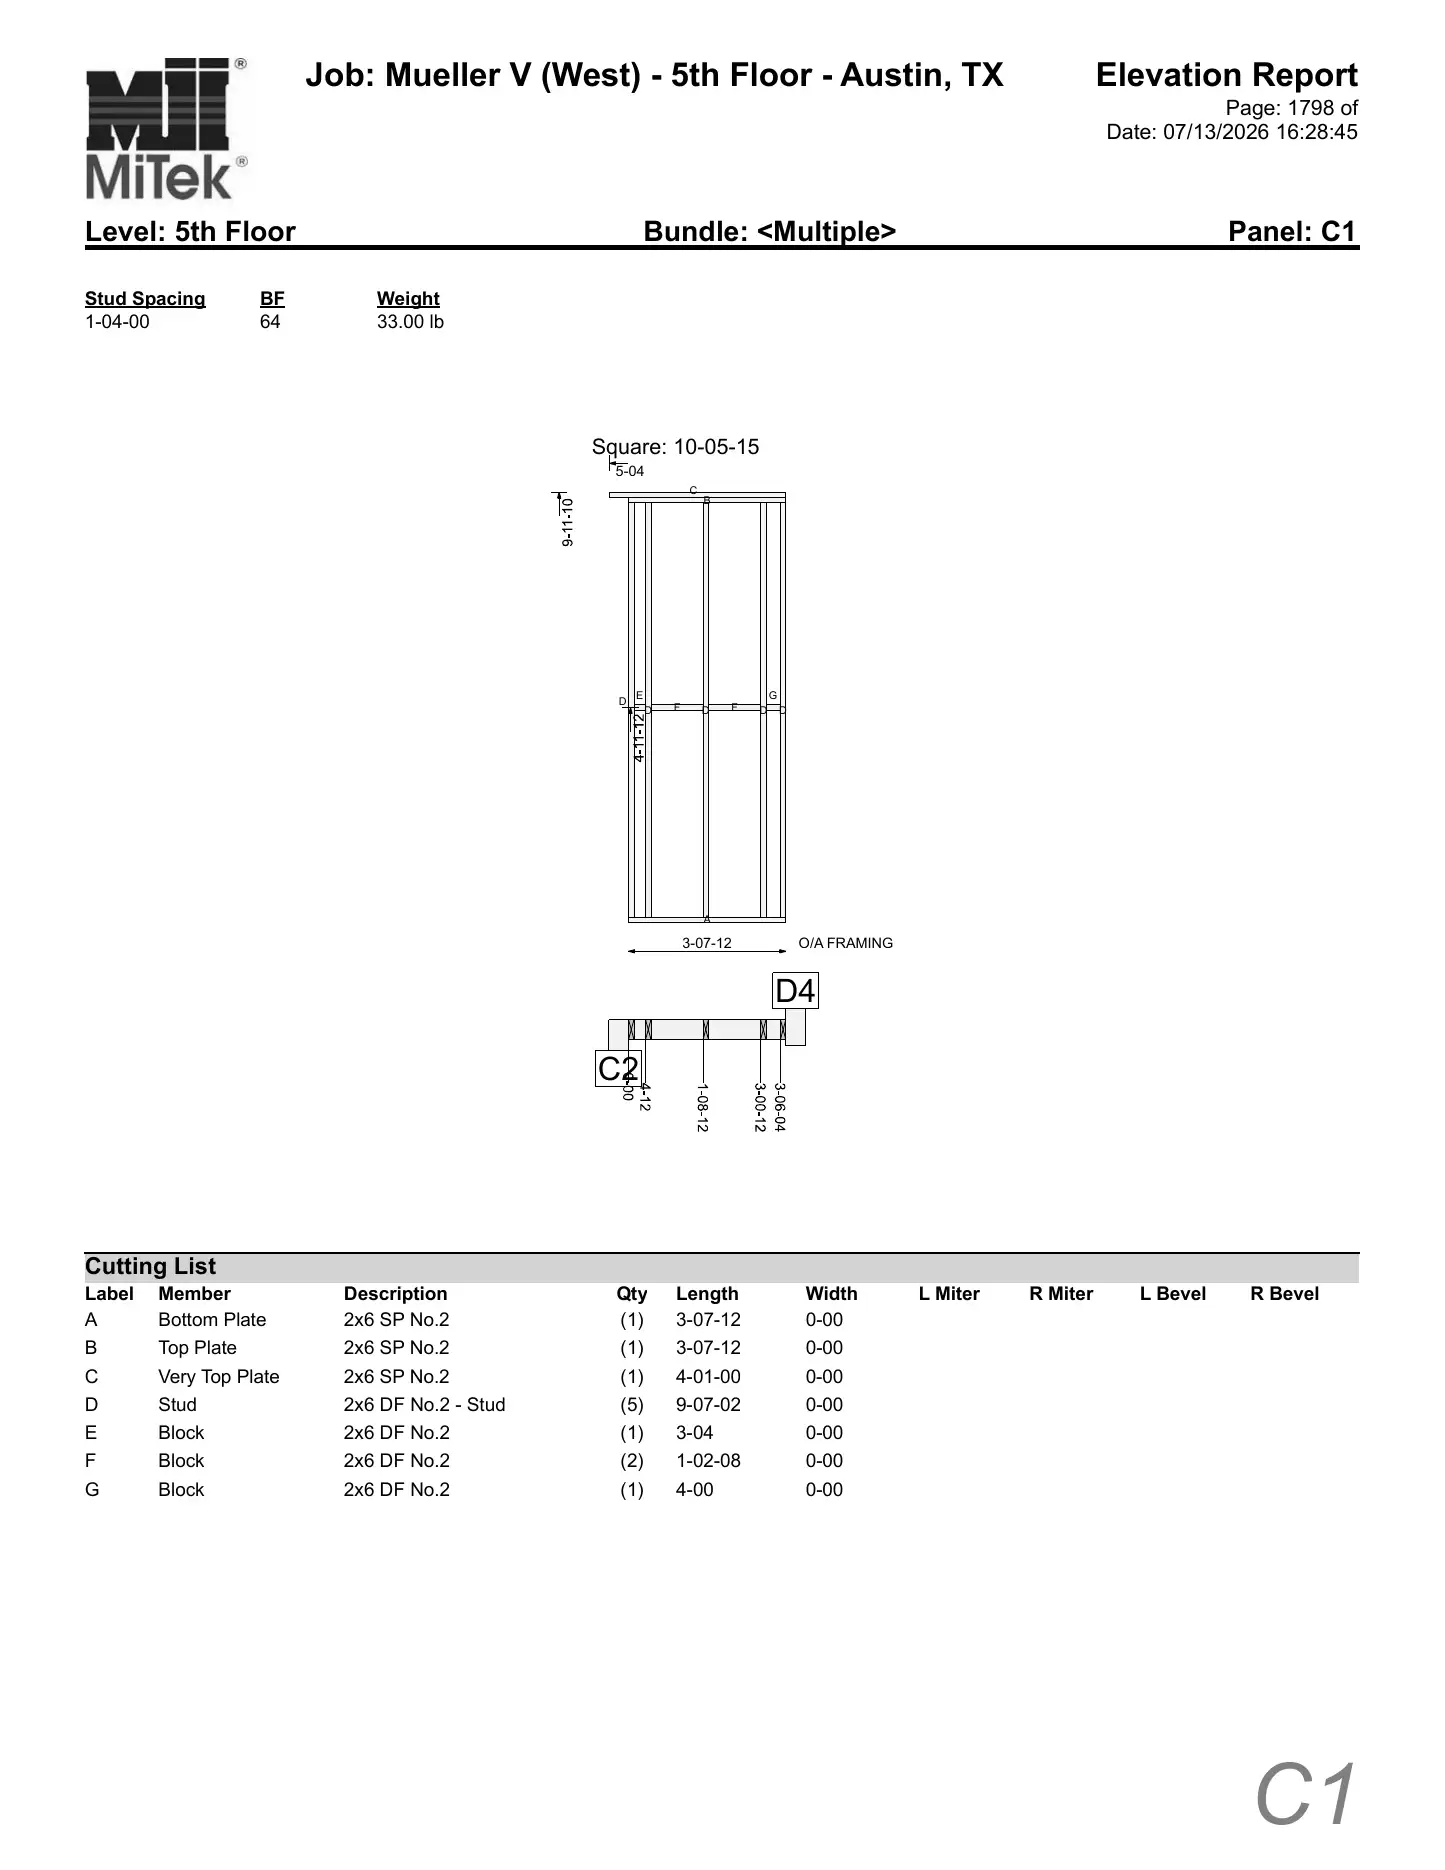 MiTek®
®
Job: Mueller V (West) - 5th Floor - Austin, TX
Elevation Report
Page: 1798 of
Date: 07/13/2026 16:28:45
Level: 5th Floor Bundle: <Multiple> Panel: C1
Stud Spacing BF Weight
1-04-00 64 33.00 lb
Square: 10-05-15
5-04
C
B
9-11-10
D E F F G
D D D D
4-11-12
A
3-07-12 O/A FRAMING
D4
C2
0-00 4-12 1-08-12 3-00-12 3-06-04
Cutting List
Label Member Description Qty Length Width L Miter R Miter L Bevel R Bevel
A Bottom Plate 2x6 SP No.2 (1) 3-07-12 0-00
B Top Plate 2x6 SP No.2 (1) 3-07-12 0-00
C Very Top Plate 2x6 SP No.2 (1) 4-01-00 0-00
D Stud 2x6 DF No.2 - Stud (5) 9-07-02 0-00
E Block 2x6 DF No.2 (1) 3-04 0-00
F Block 2x6 DF No.2 (2) 1-02-08 0-00
G Block 2x6 DF No.2 (1) 4-00 0-00
C1